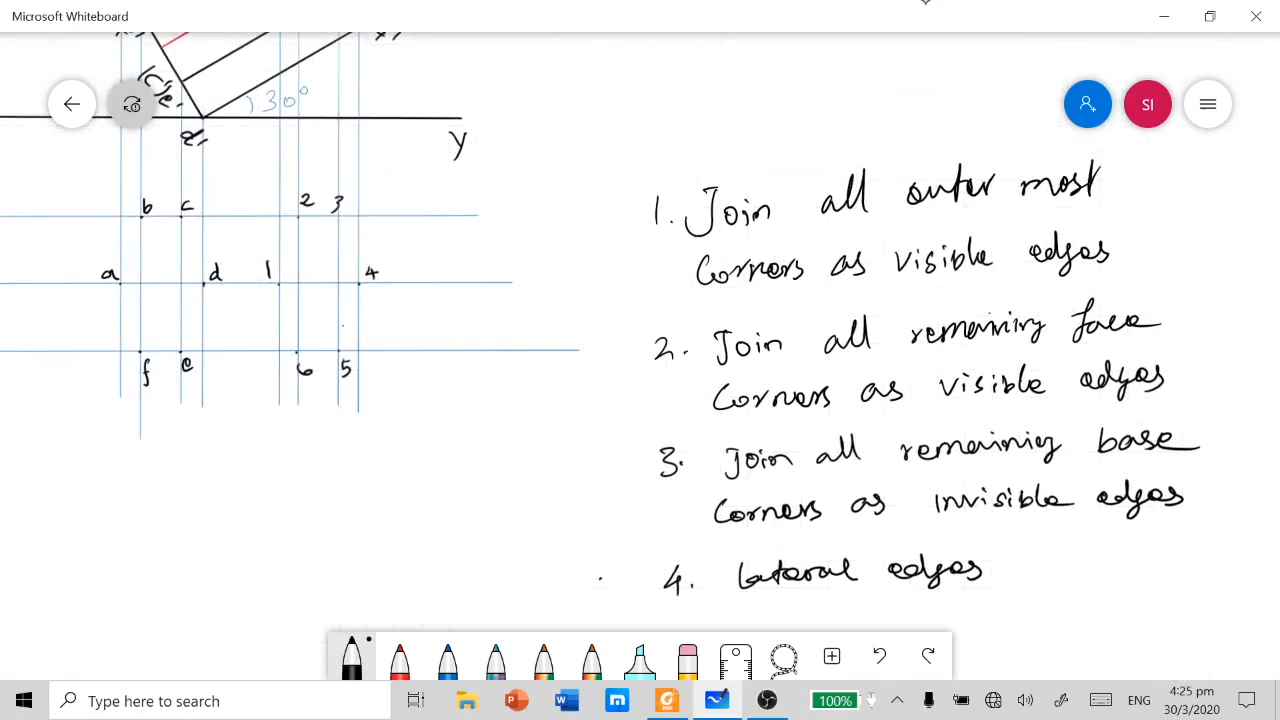 Microsoft Whiteboard
SI
30°
Y
b c 2 3
a d 1 4
f e 6 5
1. Join all outer most
corners as visible edges
2. Join all remaining face
corners as visible edges
3. Join all remaining base
corners as invisible edges
4. lateral edges
Type here to search
100%
ENG
4:25 pm
30/3/2020